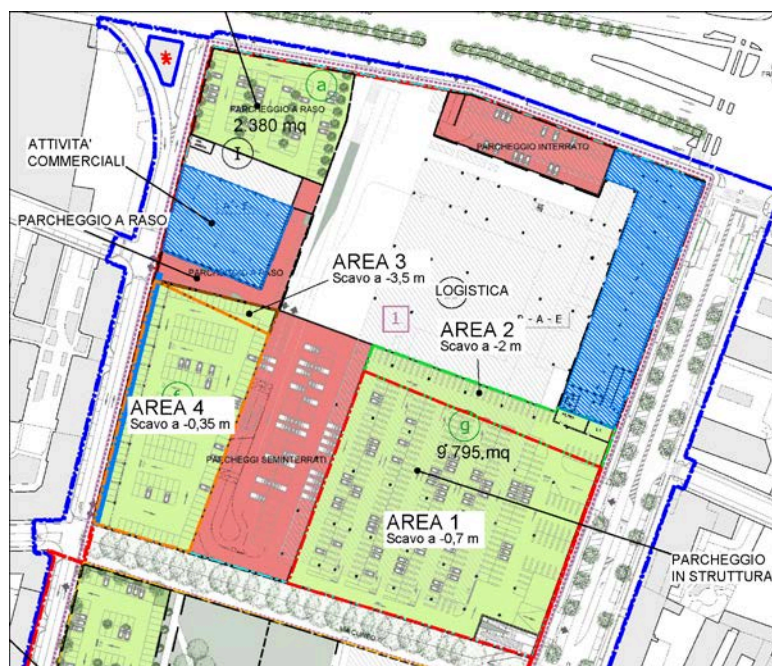 *
a
PARCHEGGIO A RASO
2.380 mq
ATTIVITA'
COMMERCIALI
I
PARCHEGGIO INTERRATO
PARCHEGGIO A RASO
PARCHEGGIO A RASO
AREA 3
Scavo a -3,5 m
LOGISTICA
1
AREA 2
Scavo a -2 m
AREA 4
Scavo a -0,35 m
g
9.795 mq
PARCHEGGI SEMINTERRATI
AREA 1
Scavo a -0,7 m
PARCHEGGIO
IN STRUTTURA